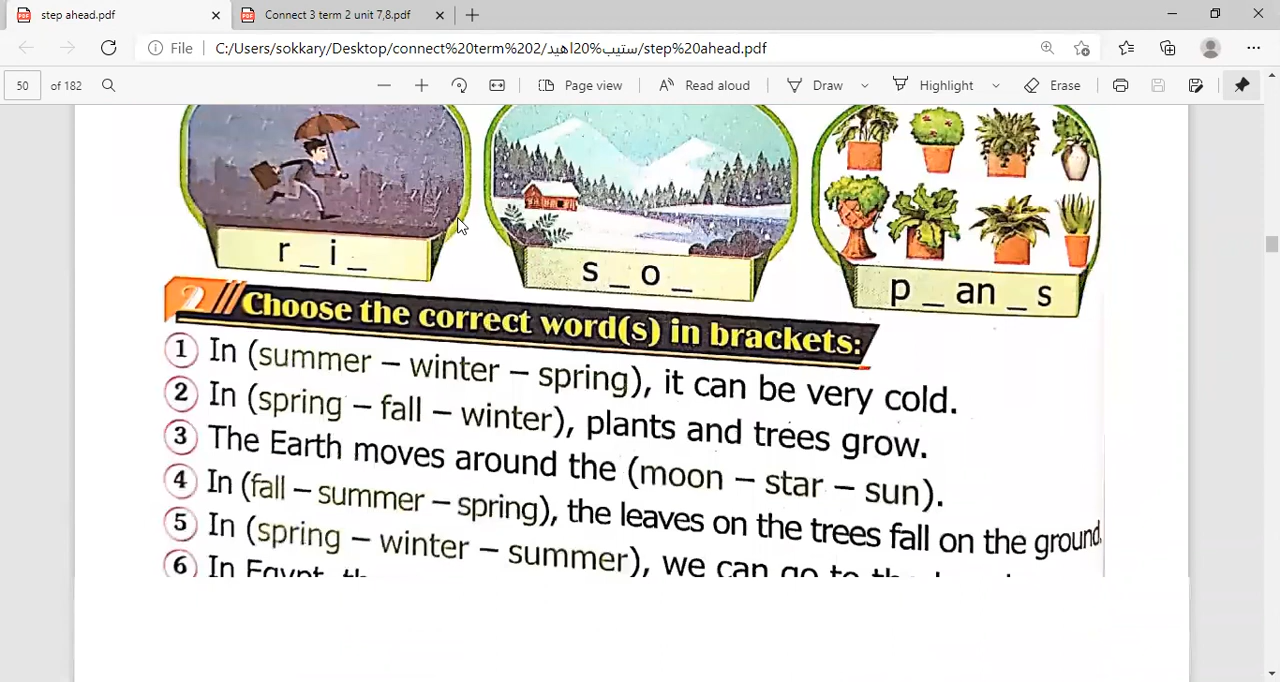 step ahead.pdf
Connect 3 term 2 unit 7,8.pdf
File C:/Users/sokkary/Desktop/connect%20term%202/ستيب%20اهيد/step%20ahead.pdf
50 of 182 Page view Read aloud Draw Highlight Erase
r _ i _
s _ o _
p _ an _ s
2 Choose the correct word(s) in brackets:
1 In (summer – winter – spring), it can be very cold.
2 In (spring – fall – winter), plants and trees grow.
3 The Earth moves around the (moon – star – sun).
4 In (fall – summer – spring), the leaves on the trees fall on the ground.
5 In (spring – winter – summer), we can go to the
6 In Egypt,